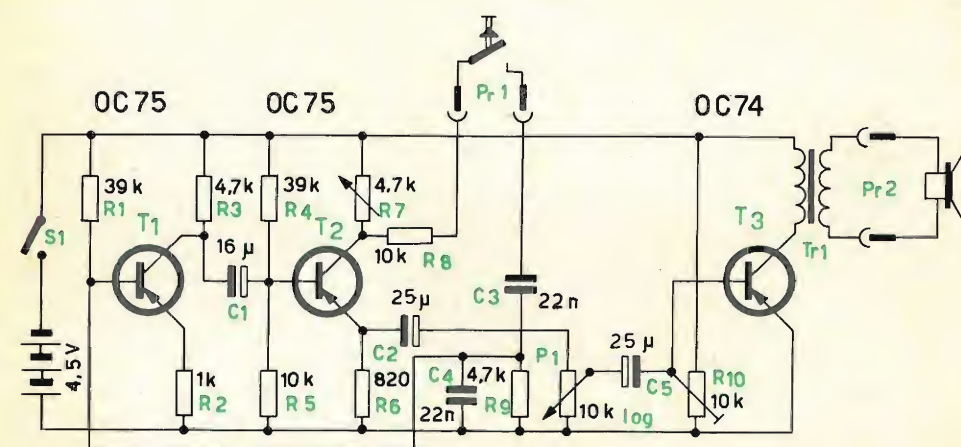 OC75
OC75
OC74
Pr1
39k
R1
4,7k
R3
39k
R4
4,7k
R7
S1
T1
T2
T3
Tr1
Pr2
16 µ
C1
10k
R8
C3
22n
25µ
C2
4,5V
1k
R2
10k
R5
820
R6
C4
22n
4,7k
R9
P1
10k
log
25 µ
C5
R10
10k